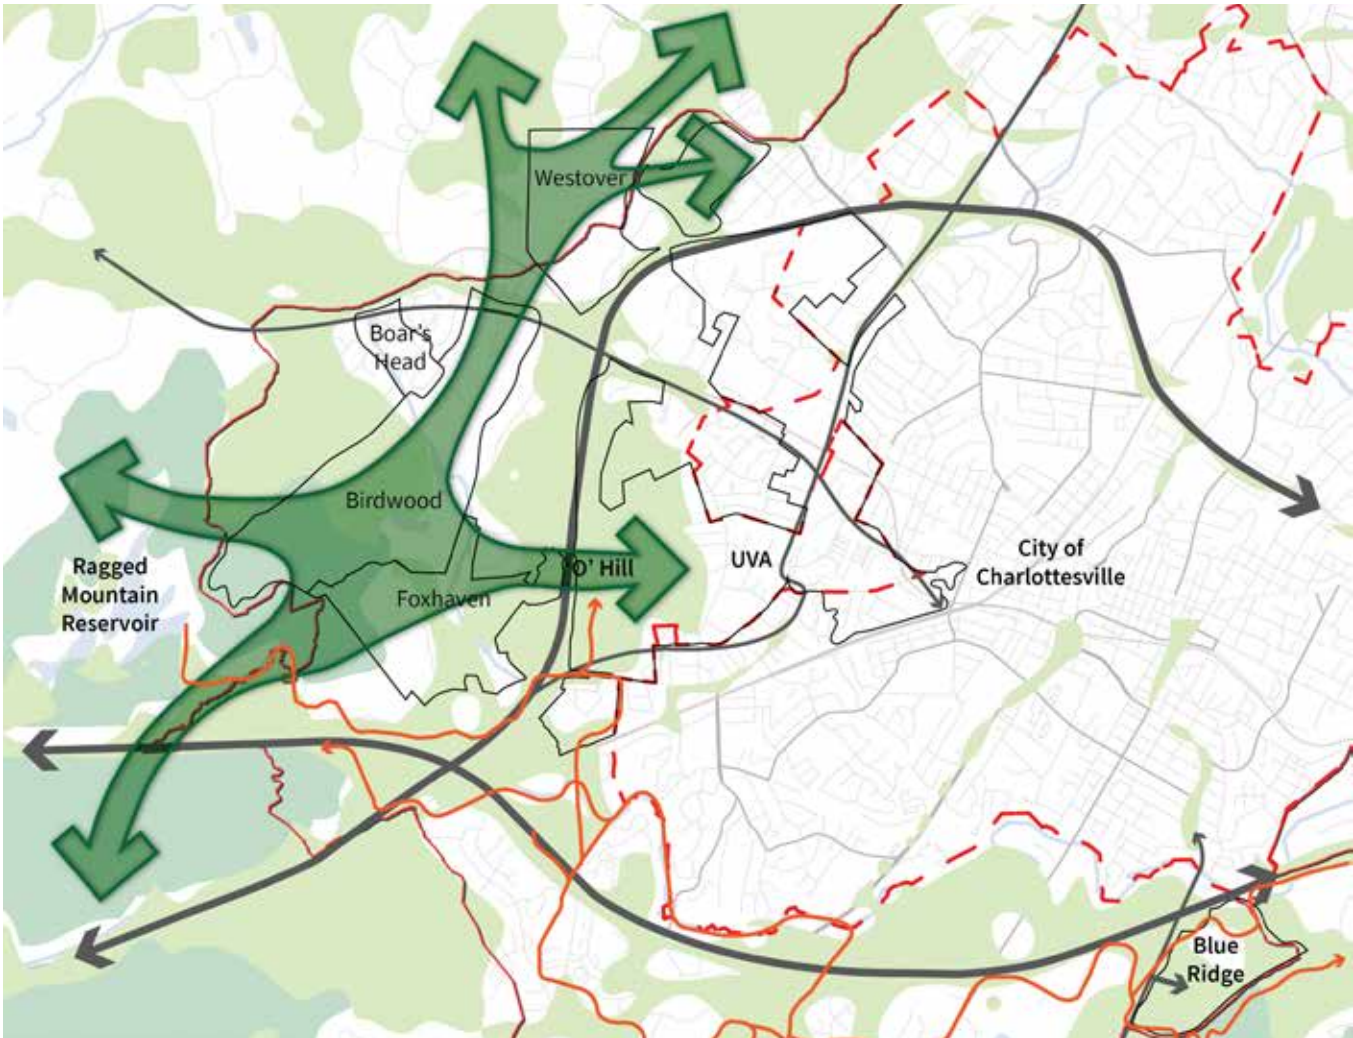 Westover
Boar's
Head
Birdwood
Foxhaven
O' Hill
Ragged
Mountain
Reservoir
UVA
City of
Charlottesville
Blue
Ridge